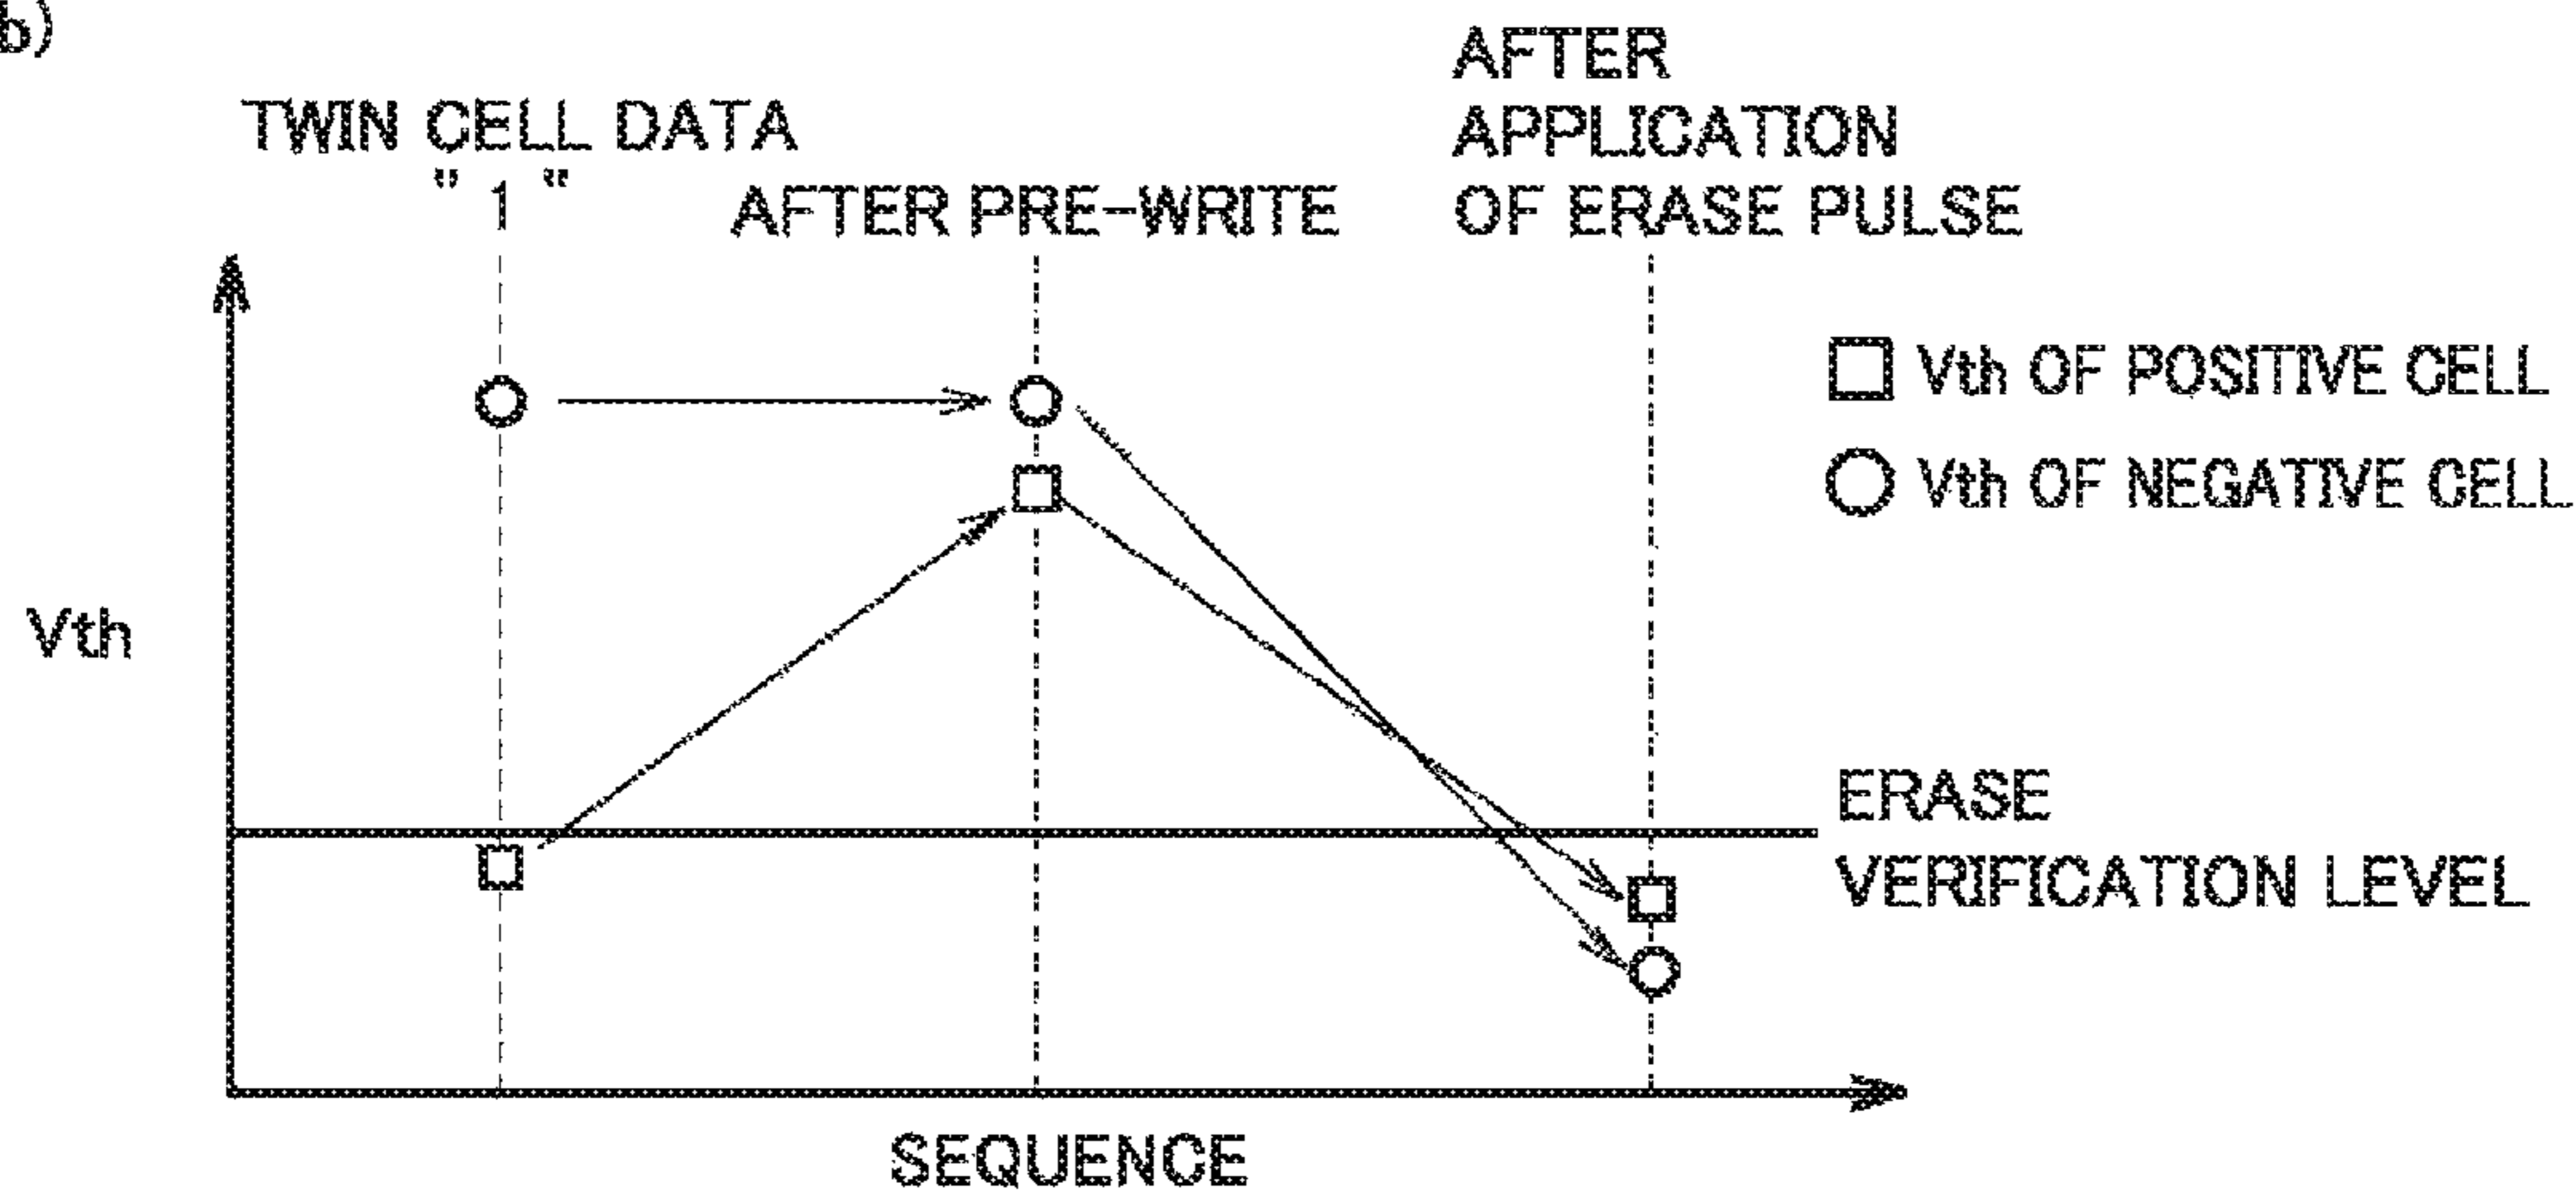 b)
TWIN CELL DATA
" 1 "
AFTER PRE-WRITE
AFTER
APPLICATION
OF ERASE PULSE
Vth OF POSITIVE CELL
Vth OF NEGATIVE CELL
Vth
ERASE
VERIFICATION LEVEL
SEQUENCE